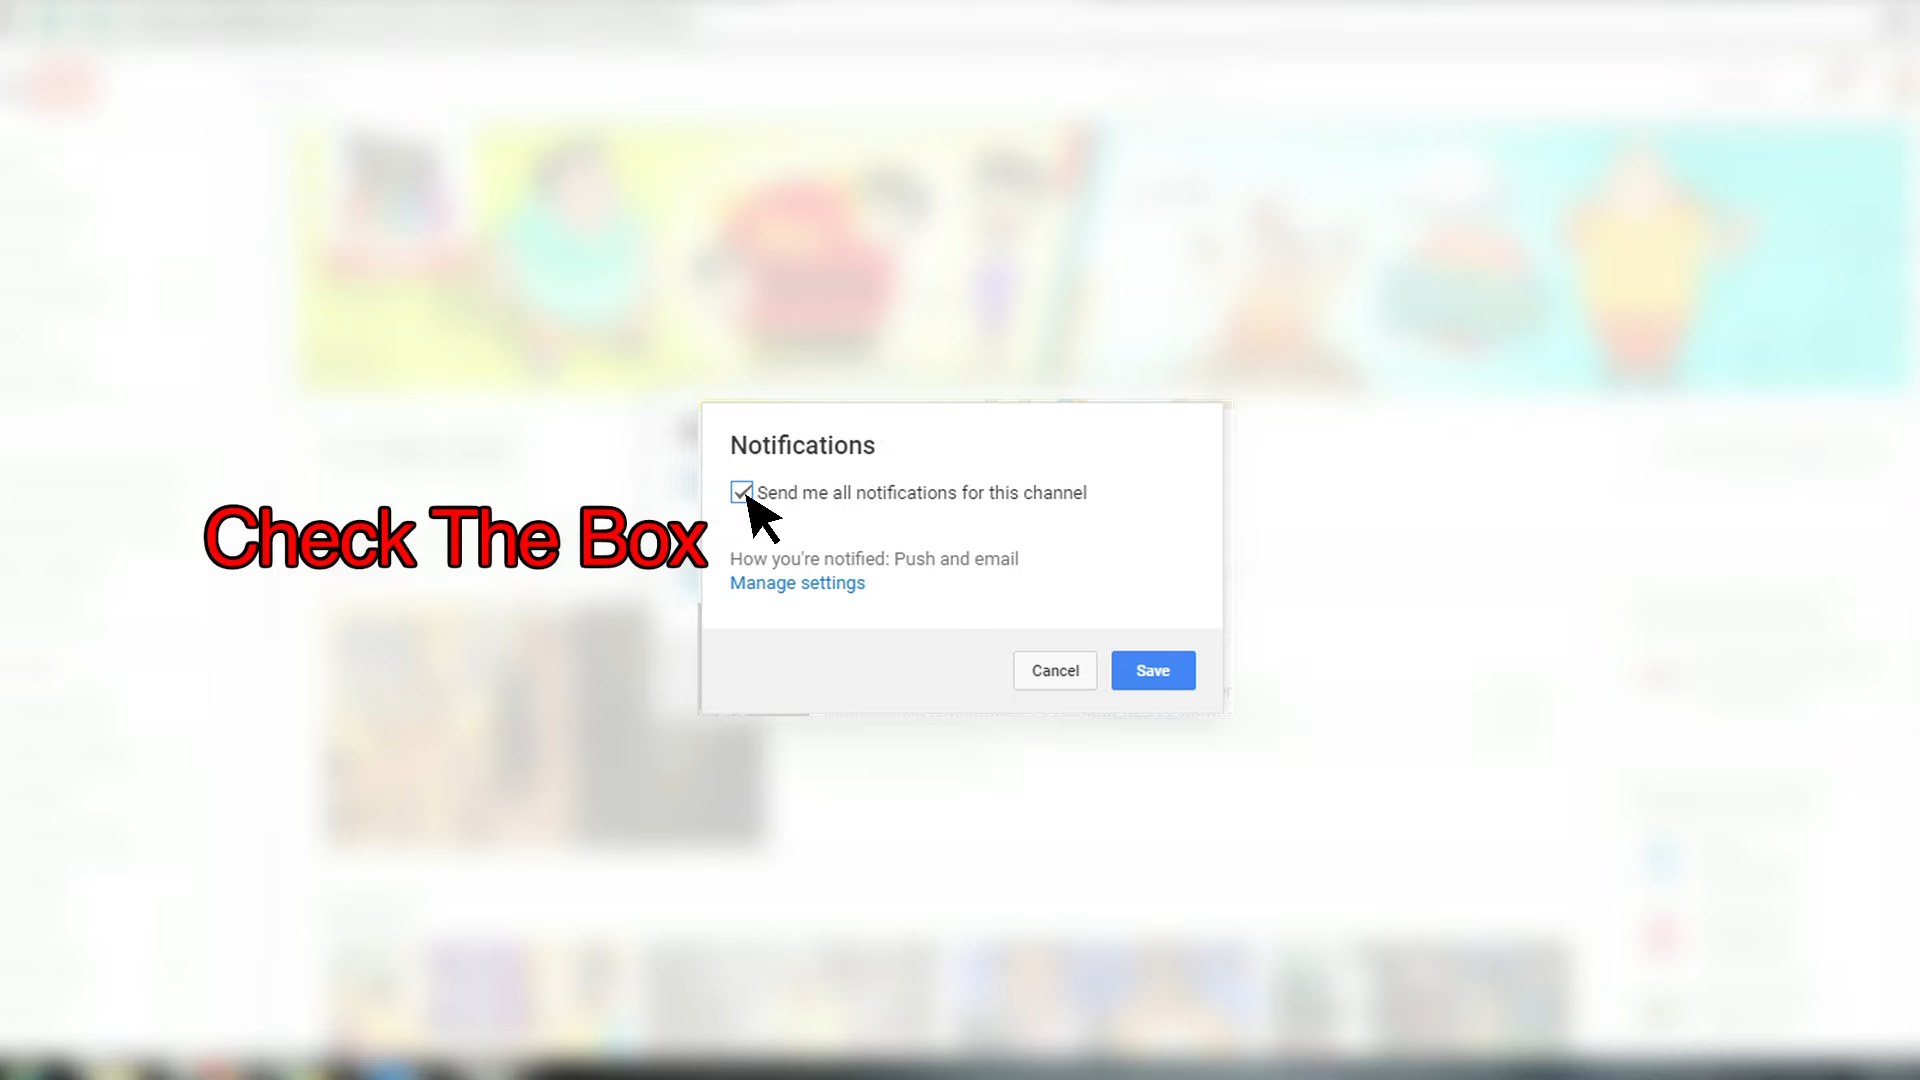 Notifications
Send me all notifications for this channel
Check The Box
How you're notified: Push and email
Manage settings
Cancel
Save